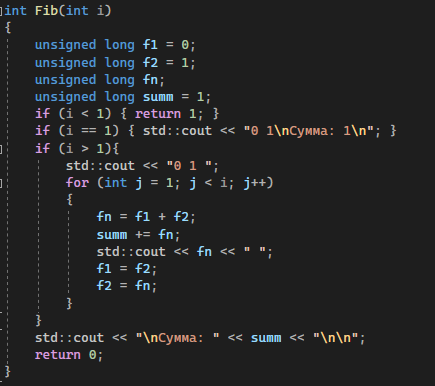 int Fib(int i)
{
    unsigned long f1 = 0;
    unsigned long f2 = 1;
    unsigned long fn;
    unsigned long summ = 1;
    if (i < 1) { return 1; }
    if (i == 1) { std::cout << "0 1\nСумма: 1\n"; }
    if (i > 1){
        std::cout << "0 1 ";
        for (int j = 1; j < i; j++)
        {
            fn = f1 + f2;
            summ += fn;
            std::cout << fn << " ";
            f1 = f2;
            f2 = fn;
        }
    }
    std::cout << "\nСумма: " << summ << "\n\n";
    return 0;
}